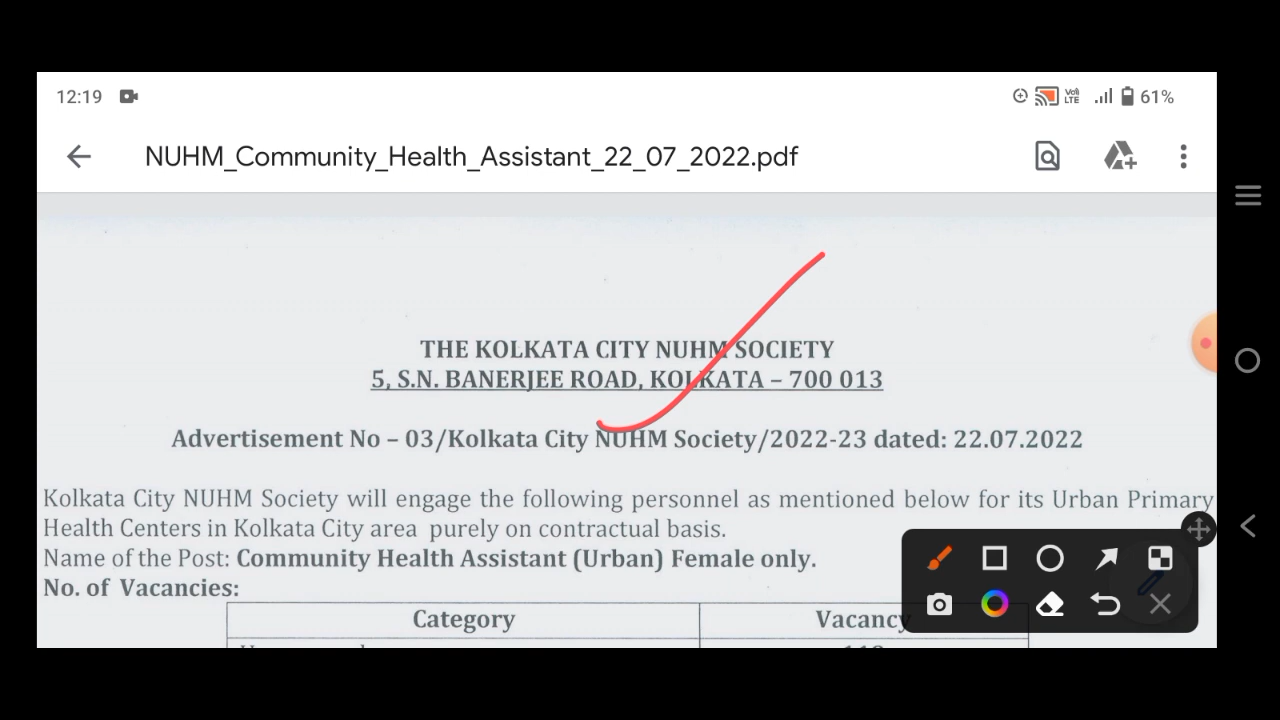 12:19 Vo) LTE 61%
NUHM_Community_Health_Assistant_22_07_2022.pdf
THE KOLKATA CITY NUHM SOCIETY
5, S.N. BANERJEE ROAD, KOLKATA – 700 013
Advertisement No – 03/Kolkata City NUHM Society/2022-23 dated: 22.07.2022
Kolkata City NUHM Society will engage the following personnel as mentioned below for its Urban Primary
Health Centers in Kolkata City area purely on contractual basis.
Name of the Post: Community Health Assistant (Urban) Female only.
No. of Vacancies:
Category Vacancy